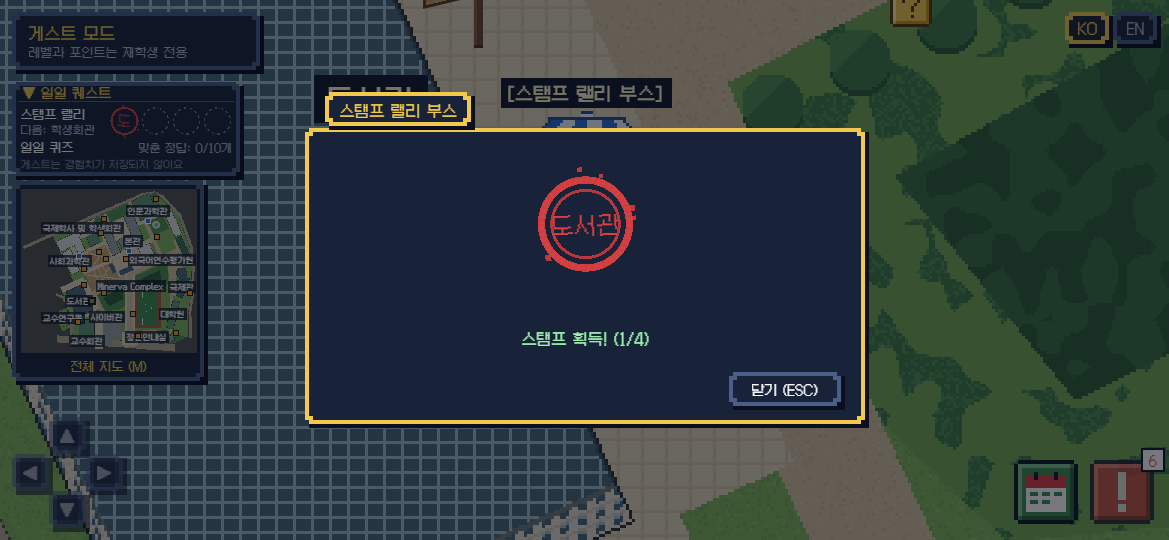 게스트 모드
레벨과 포인트는 재학생 전용
▼ 일일 퀘스트
스탬프 랠리
다음: 학생회관
도
일일 퀴즈
맞춘 정답: 0/10개
게스트는 경험치가 저장되지 않아요
인문과학관
국제학사 및 학생회관
본관
사회과학관
외국어연수평가원
Minerva Complex
국제관
도서관
교수연구동
사이버관
대학원
교수회관
전체 지도 (M)
?
KO
EN
도서관
[스탬프 랠리 부스]
스탬프 랠리 부스
도서관
스탬프 획득! (1/4)
닫기 (ESC)
6